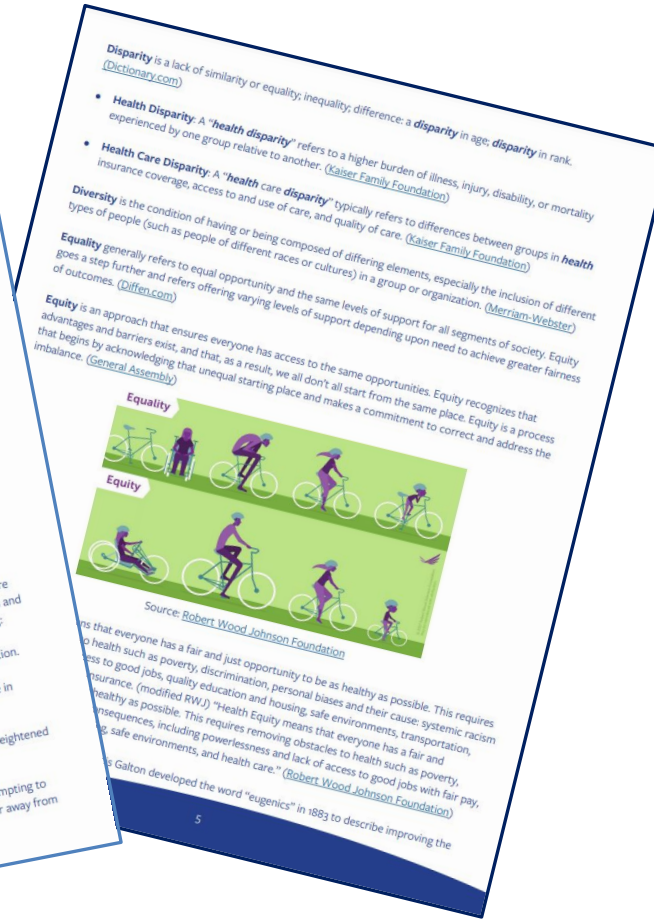 Disparity is a lack of similarity or equality; inequality; difference: a disparity in age; disparity in rank.
(Dictionary.com)
• Health Disparity: A "health disparity" refers to a higher burden of illness, injury, disability, or mortality
experienced by one group relative to another. (Kaiser Family Foundation)
• Health Care Disparity: A "health care disparity" typically refers to differences between groups in health
insurance coverage, access to and use of care, and quality of care. (Kaiser Family Foundation)
Diversity is the condition of having or being composed of differing elements, especially the inclusion of different
types of people (such as people of different races or cultures) in a group or organization. (Merriam-Webster)
Equality generally refers to equal opportunity and the same levels of support for all segments of society. Equity
goes a step further and refers offering varying levels of support depending upon need to achieve greater fairness
of outcomes. (Diffen.com)
Equity is an approach that ensures everyone has access to the same opportunities. Equity recognizes that
advantages and barriers exist, and that, as a result, we all don't all start from the same place. Equity is a process
that begins by acknowledging that unequal starting place and makes a commitment to correct and address the
imbalance. (General Assembly)
Equality
Equity
Source: Robert Wood Johnson Foundation
that everyone has a fair and just opportunity to be as healthy as possible. This requires
health such as poverty, discrimination, personal biases and their cause: systemic racism
to good jobs, quality education and housing, safe environments, transportation,
(modified RWJ) "Health Equity means that everyone has a fair and
healthy as possible. This requires removing obstacles to health such as poverty,
including powerlessness and lack of access to good jobs with fair pay,
safe environments, and health care." (Robert Wood Johnson Foundation)
Galton developed the word "eugenics" in 1883 to describe improving the
5
and
in
away from